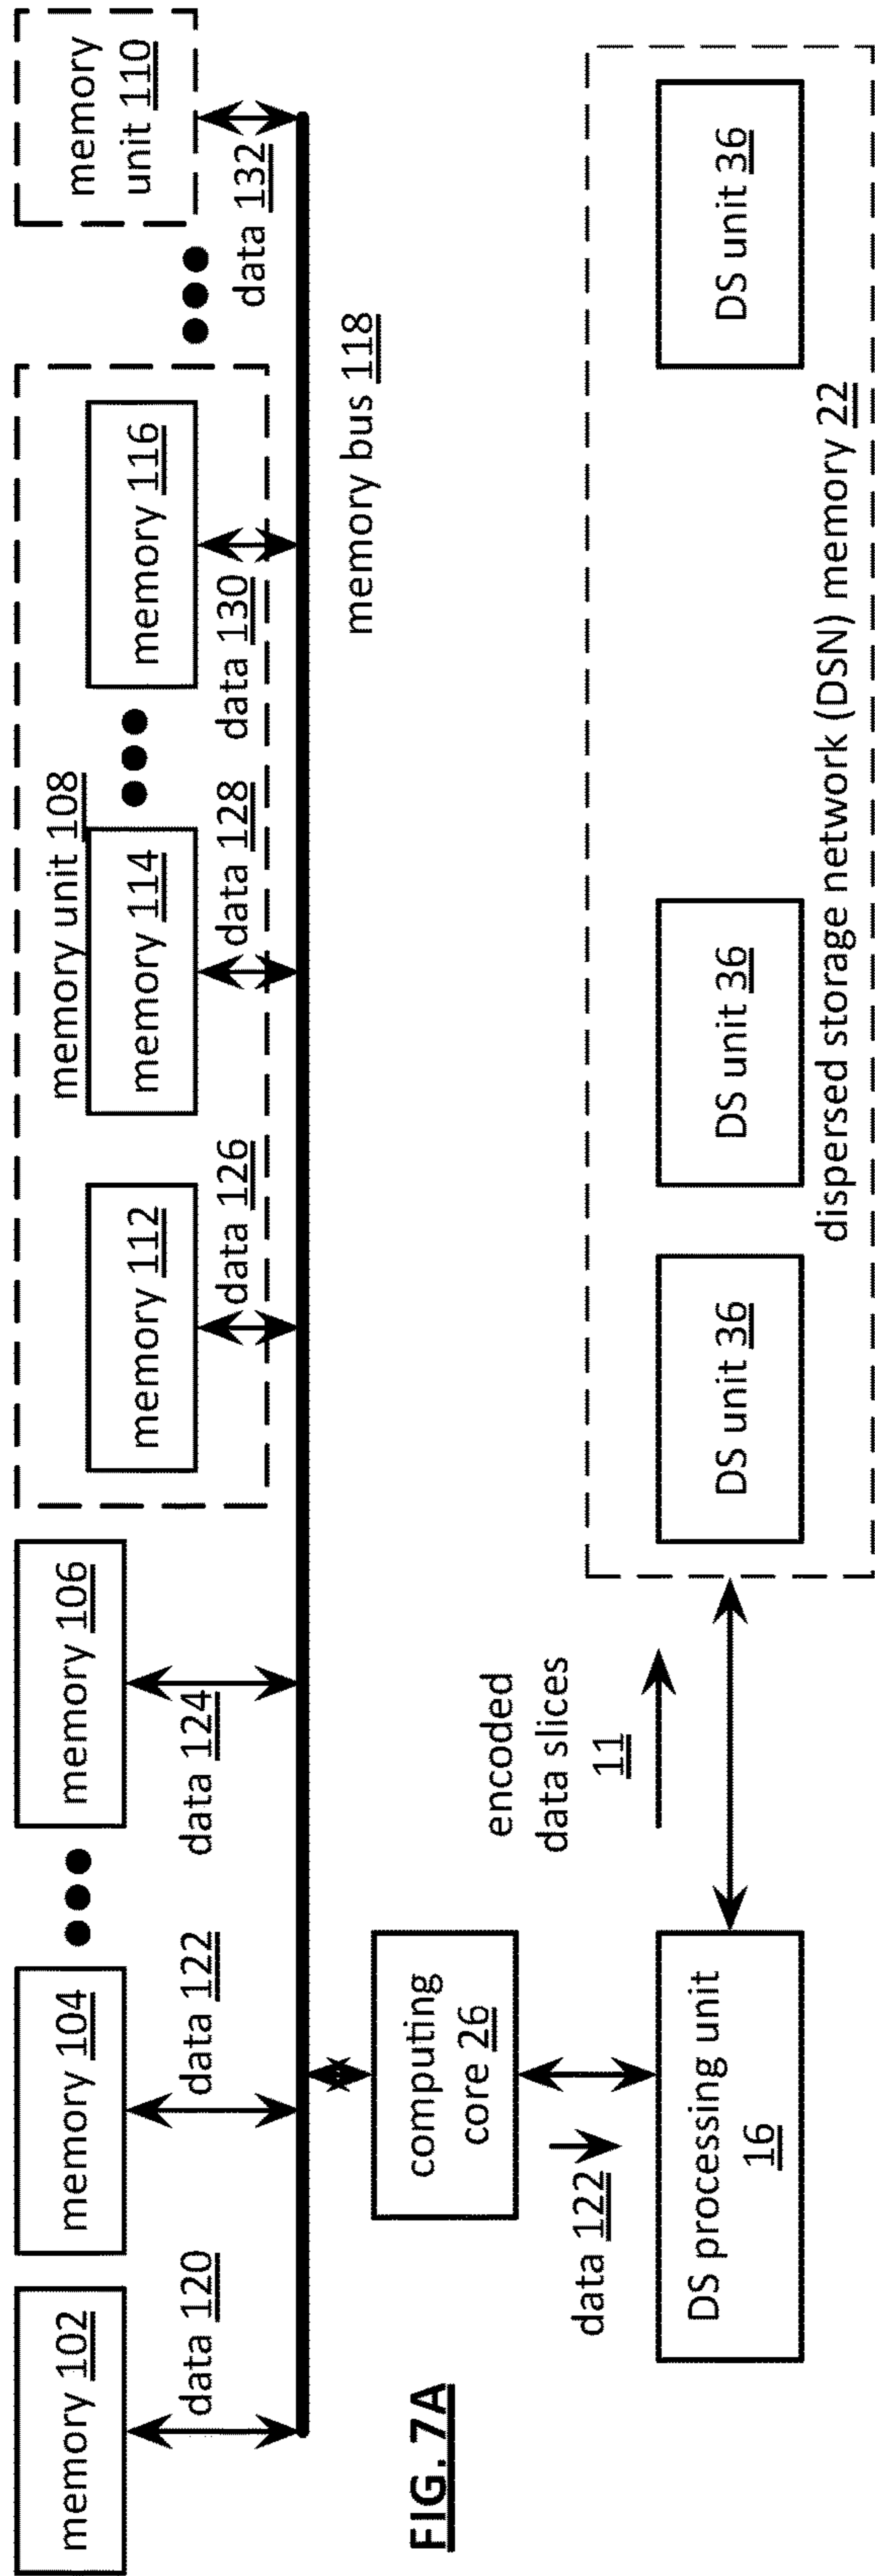 memory 102
memory 104
memory 106
memory unit 108
memory 112
memory 114
memory 116
memory
unit 110
data 120
data 122
data 124
data 126
data 128
data 130
data 132
memory bus 118
computing
core 26
data 122
DS processing unit
16
encoded
data slices
11
DS unit 36
DS unit 36
DS unit 36
dispersed storage network (DSN) memory 22
FIG. 7A